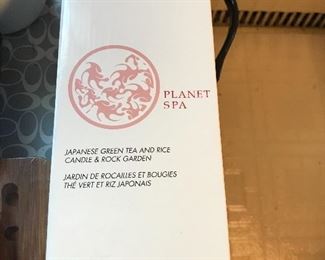 PLANET
SPA
JAPANESE GREEN TEA AND RICE
CANDLE & ROCK GARDEN
JARDIN DE ROCAILLES ET BOUGIES
THÉ VERT ET RIZ JAPONAIS